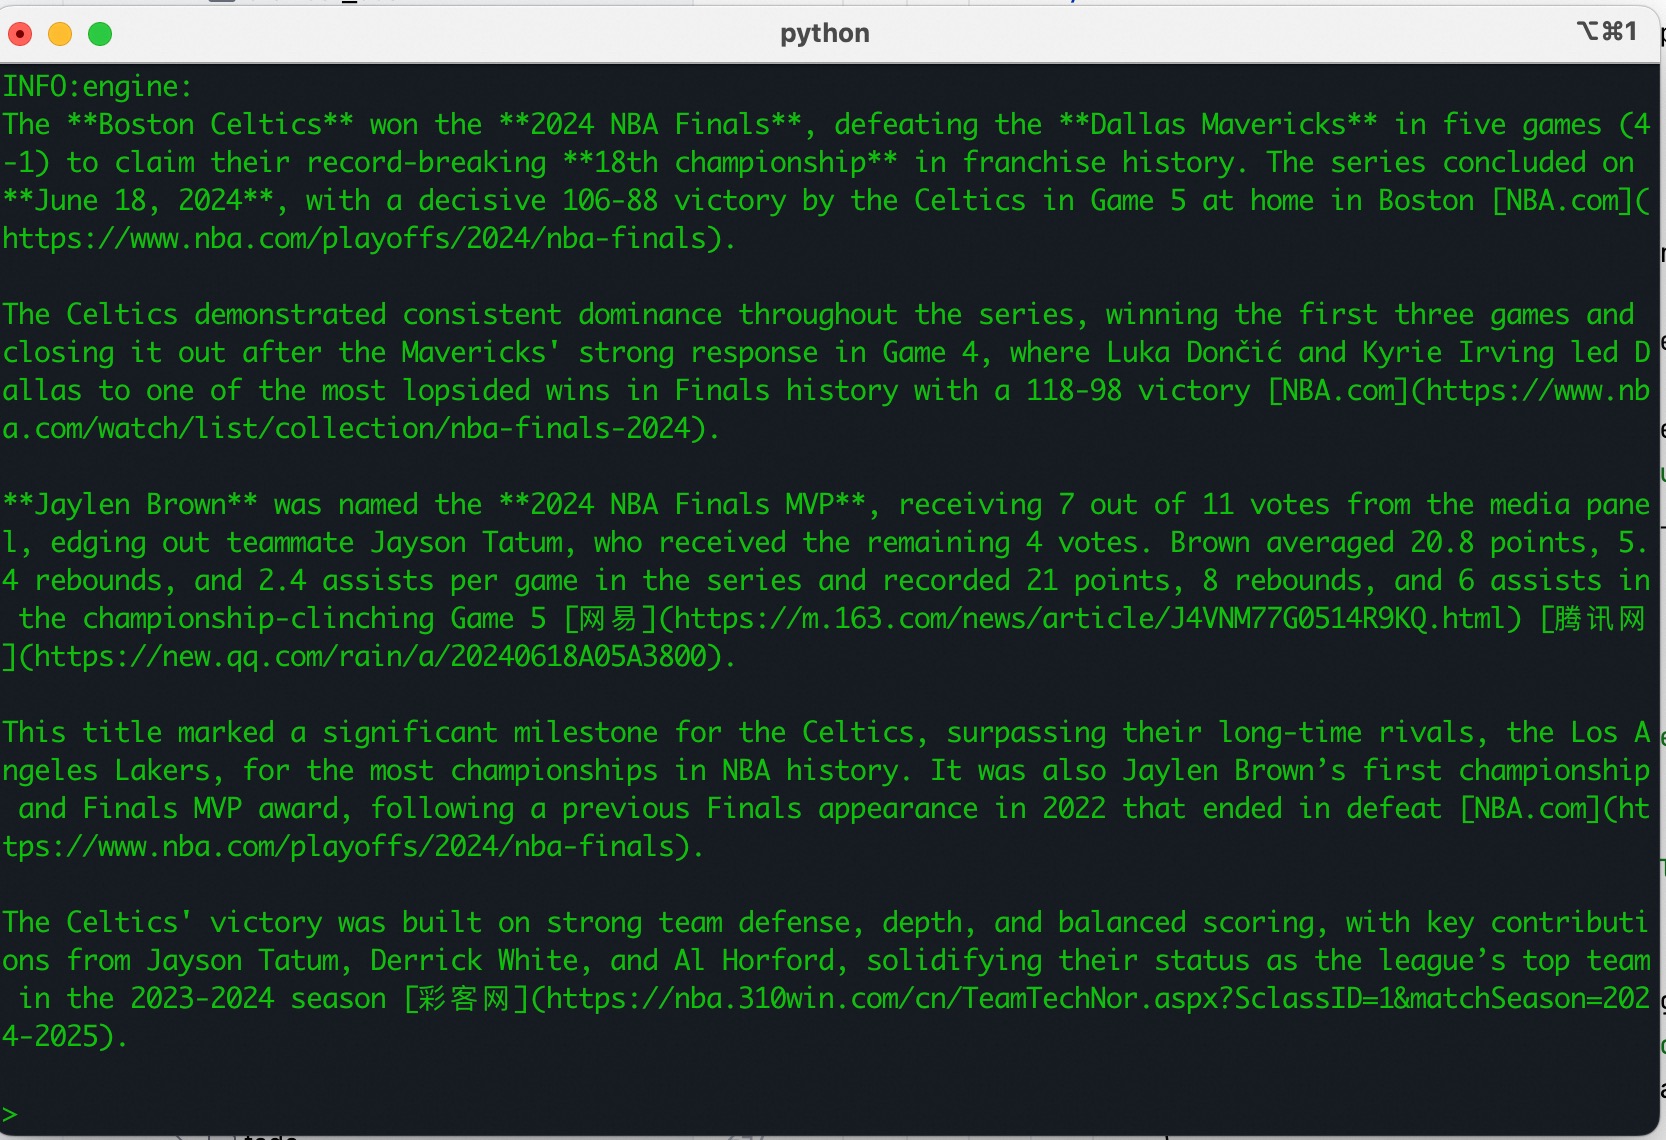 python
⌥⌘1
INFO:engine:
The **Boston Celtics** won the **2024 NBA Finals**, defeating the **Dallas Mavericks** in five games (4
-1) to claim their record-breaking **18th championship** in franchise history. The series concluded on
**June 18, 2024**, with a decisive 106-88 victory by the Celtics in Game 5 at home in Boston [NBA.com](
https://www.nba.com/playoffs/2024/nba-finals).
The Celtics demonstrated consistent dominance throughout the series, winning the first three games and
closing it out after the Mavericks' strong response in Game 4, where Luka Dončić and Kyrie Irving led D
allas to one of the most lopsided wins in Finals history with a 118-98 victory [NBA.com](https://www.nb
a.com/watch/list/collection/nba-finals-2024).
**Jaylen Brown** was named the **2024 NBA Finals MVP**, receiving 7 out of 11 votes from the media pane
l, edging out teammate Jayson Tatum, who received the remaining 4 votes. Brown averaged 20.8 points, 5.
4 rebounds, and 2.4 assists per game in the series and recorded 21 points, 8 rebounds, and 6 assists in
the championship-clinching Game 5 [网易](https://m.163.com/news/article/J4VNM77G0514R9KQ.html) [腾讯网
](https://new.qq.com/rain/a/20240618A05A3800).
This title marked a significant milestone for the Celtics, surpassing their long-time rivals, the Los A
ngeles Lakers, for the most championships in NBA history. It was also Jaylen Brown’s first championship
and Finals MVP award, following a previous Finals appearance in 2022 that ended in defeat [NBA.com](ht
tps://www.nba.com/playoffs/2024/nba-finals).
The Celtics' victory was built on strong team defense, depth, and balanced scoring, with key contributi
ons from Jayson Tatum, Derrick White, and Al Horford, solidifying their status as the league’s top team
in the 2023-2024 season [彩客网](https://nba.310win.com/cn/TeamTechNor.aspx?SclassID=1&matchSeason=202
4-2025).
>